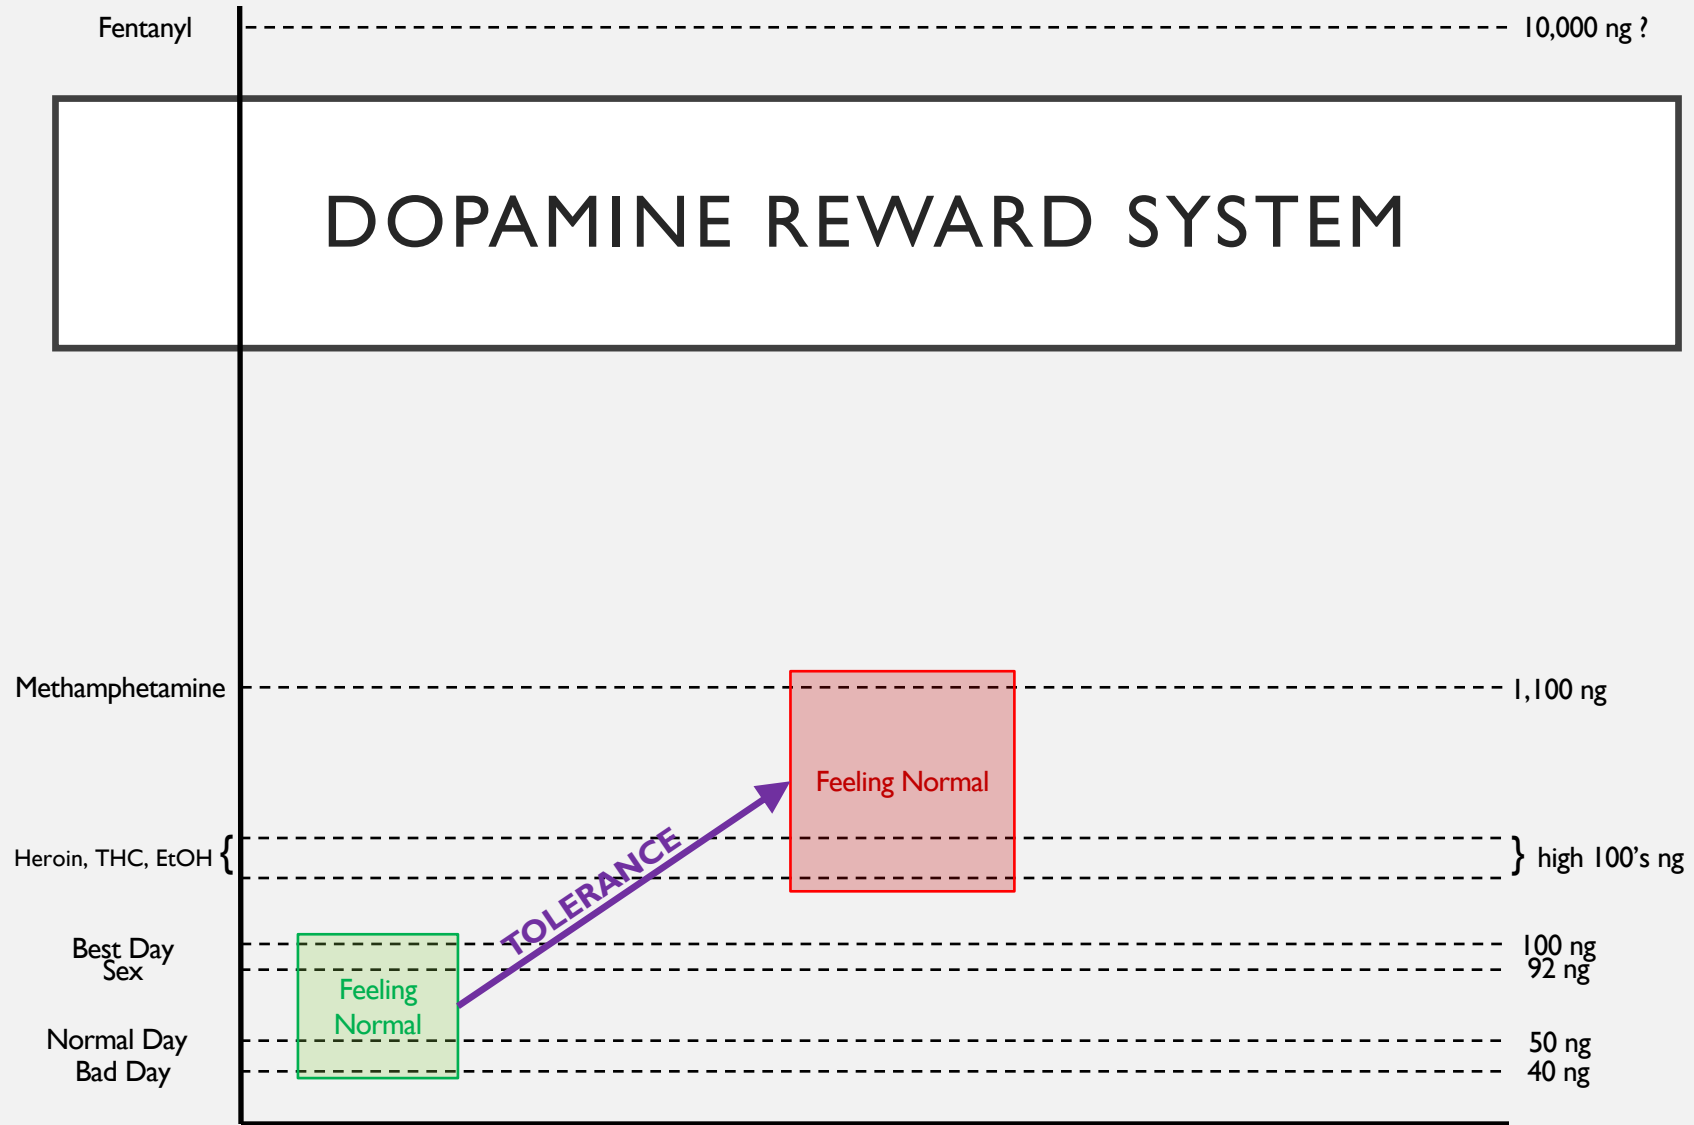 Fentanyl
10,000 ng ?
DOPAMINE REWARD SYSTEM
Methamphetamine
1,100 ng
Feeling Normal
TOLERANCE
Heroin, THC, EtOH {
} high 100's ng
Best Day
100 ng
Sex
92 ng
Feeling
Normal
Normal Day
50 ng
Bad Day
40 ng